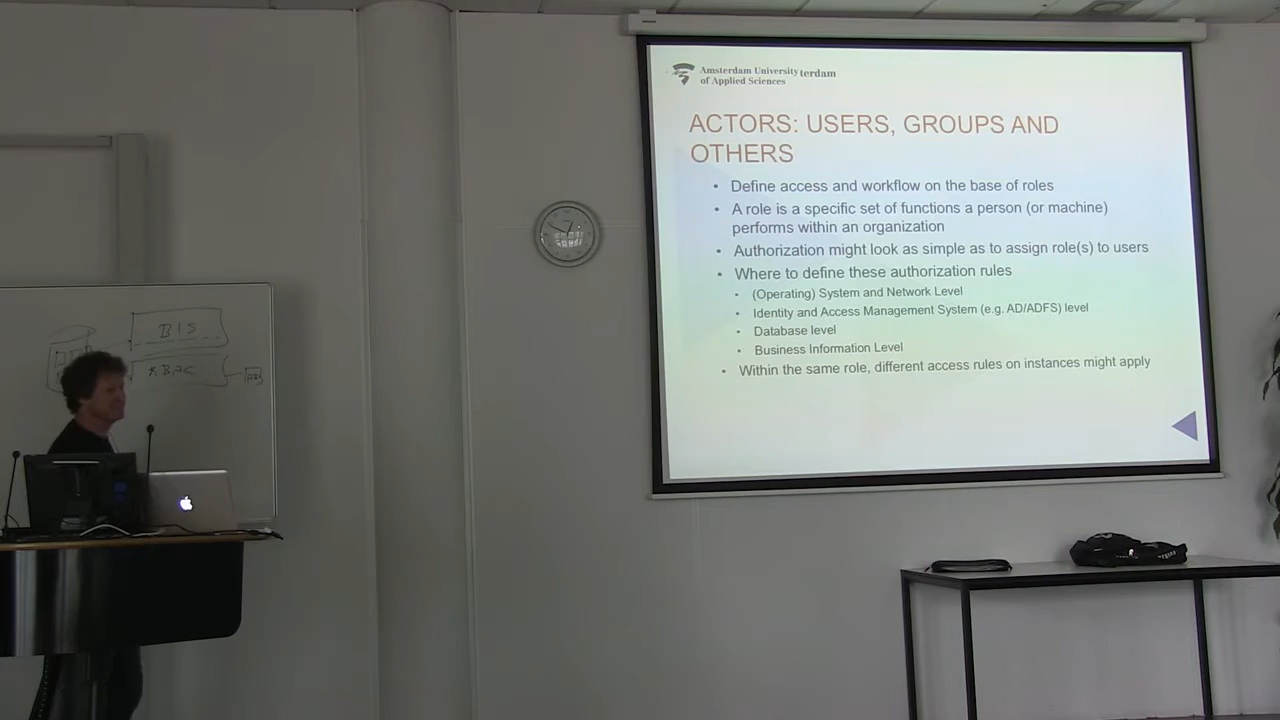 Amsterdam University terdam
of Applied Sciences
ACTORS: USERS, GROUPS AND
OTHERS
• Define access and workflow on the base of roles
• A role is a specific set of functions a person (or machine)
performs within an organization
• Authorization might look as simple as to assign role(s) to users
• Where to define these authorization rules
• (Operating) System and Network Level
• Identity and Access Management System (e.g. AD/ADFS) level
• Database level
• Business Information Level
• Within the same role, different access rules on instances might apply
BIS
RBAC